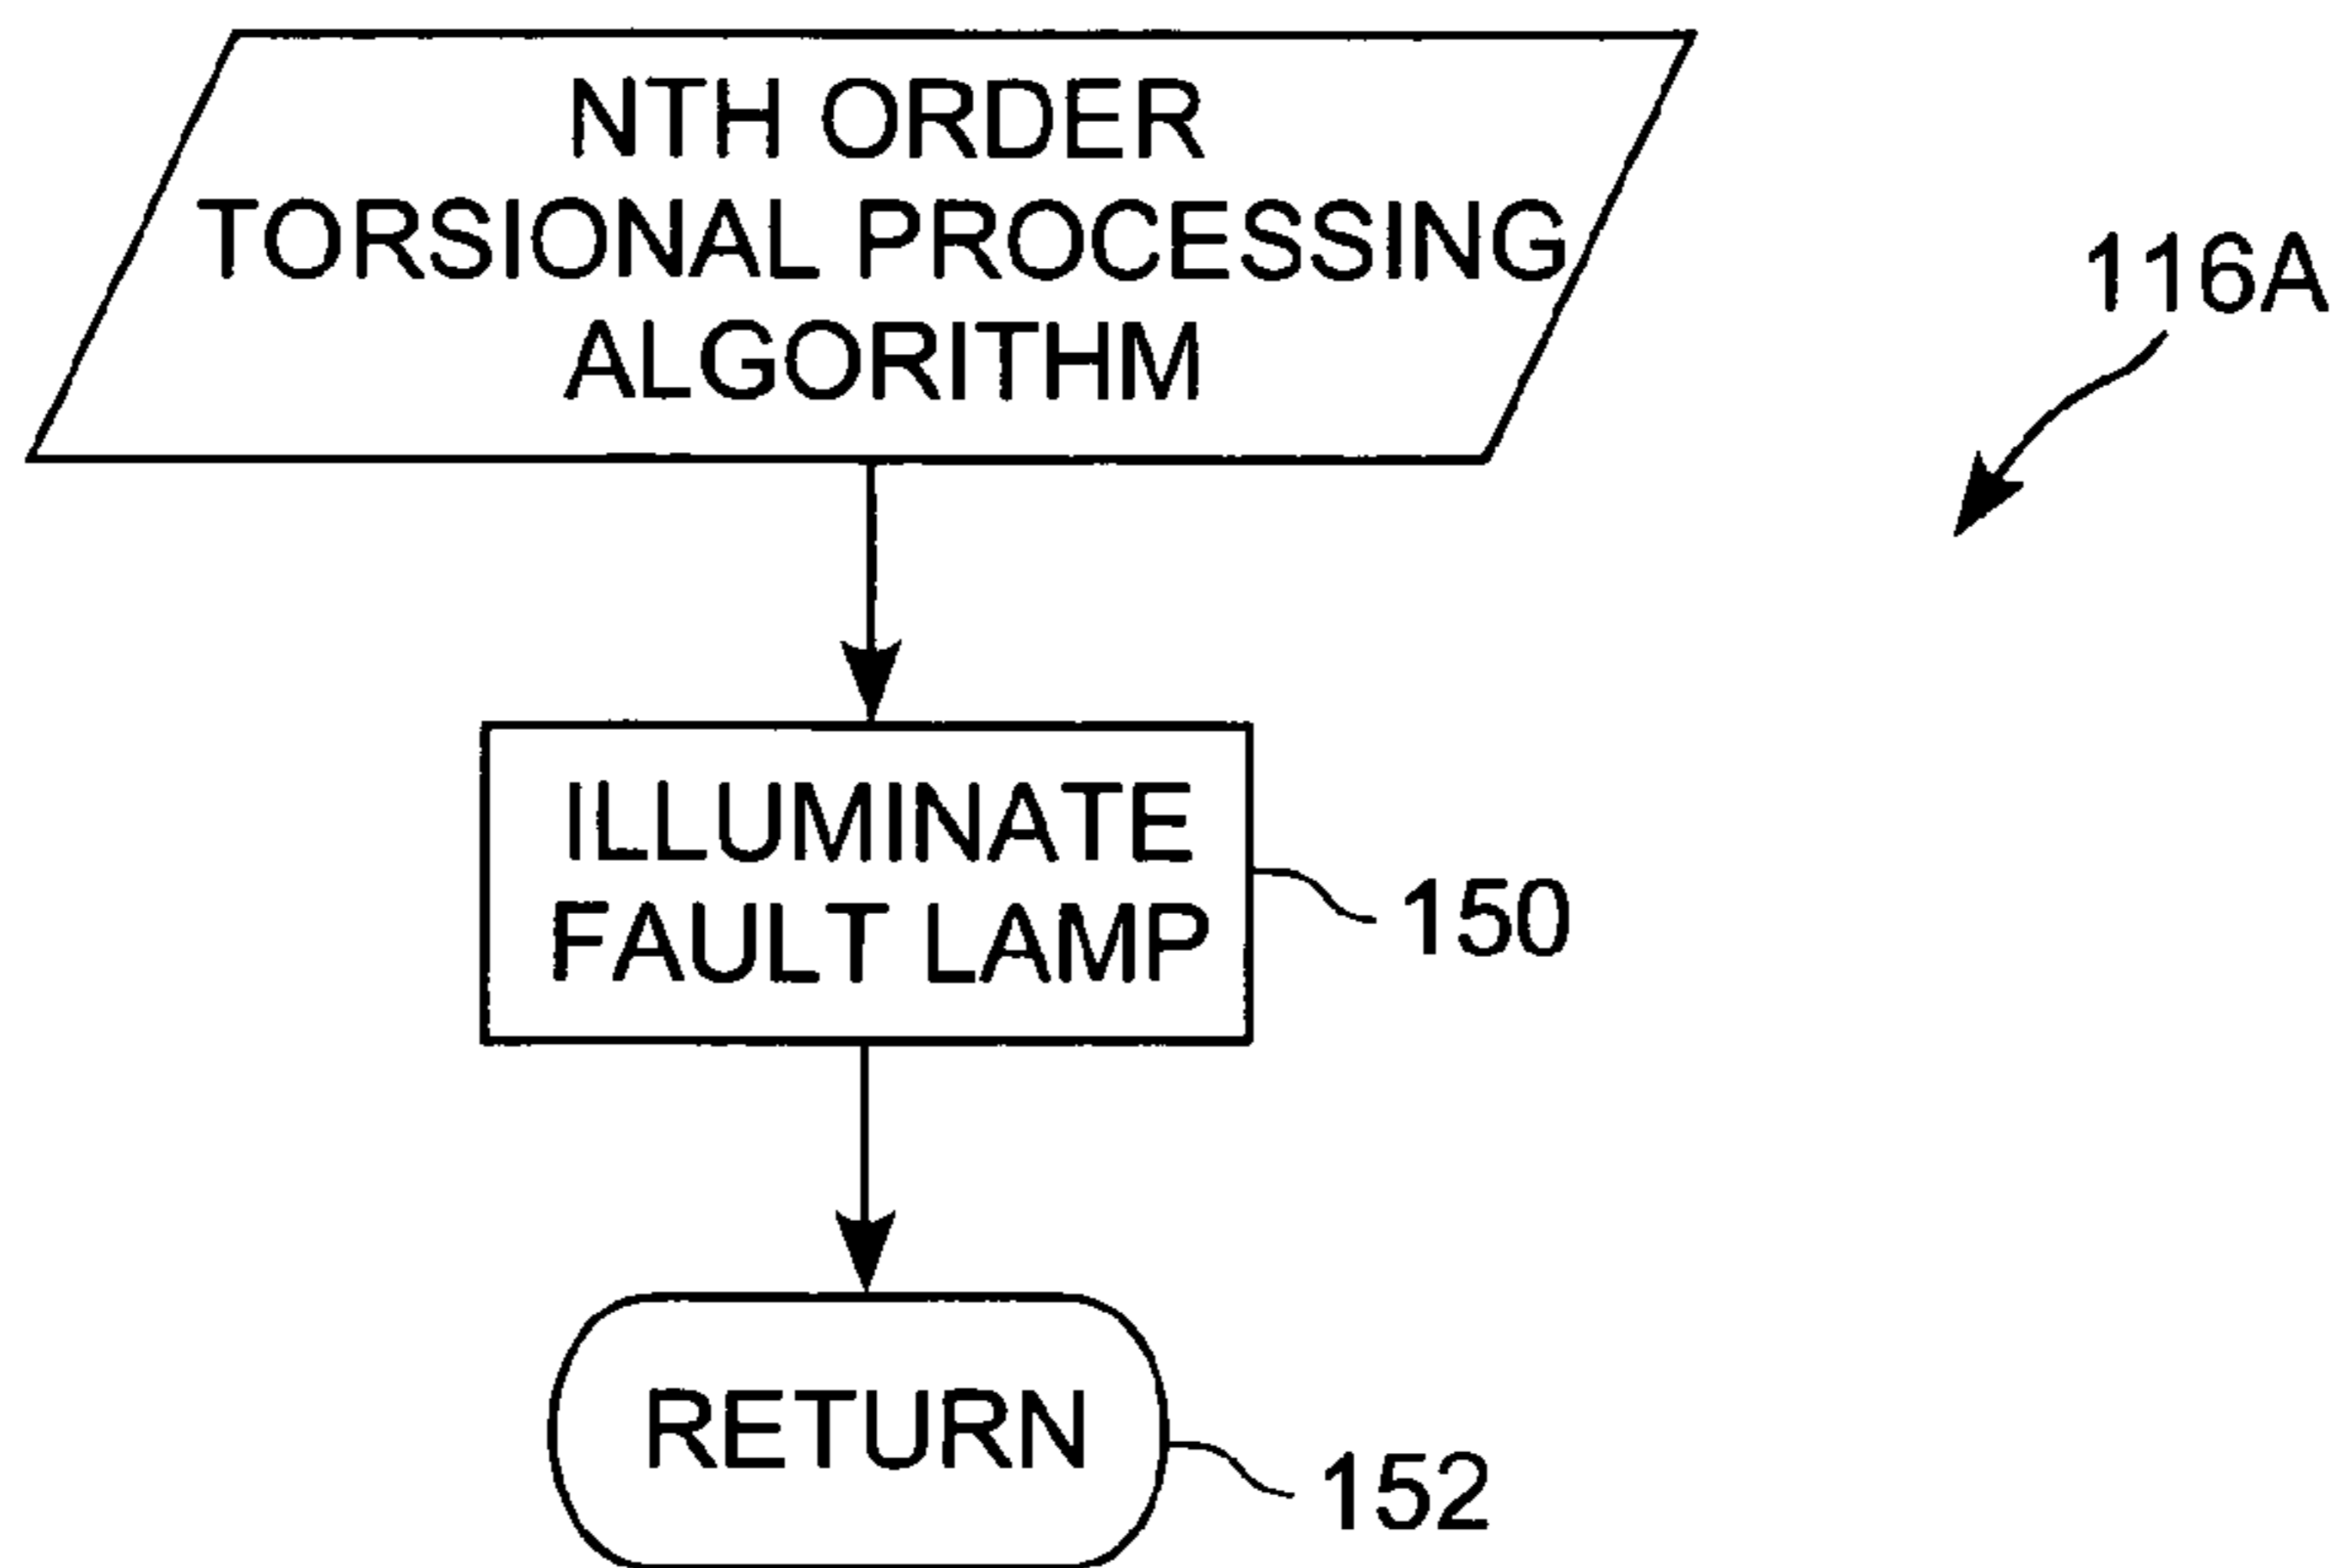 NTH ORDER
TORSIONAL PROCESSING
ALGORITHM
116A
ILLUMINATE
FAULT LAMP
150
RETURN
152